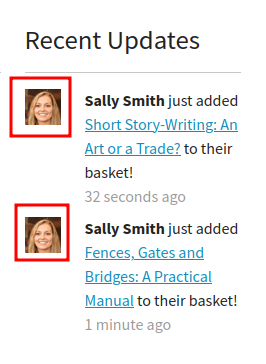 Recent Updates
Sally Smith just added
Short Story-Writing: An
Art or a Trade? to their
basket!
32 seconds ago
Sally Smith just added
Fences, Gates and
Bridges: A Practical
Manual to their basket!
1 minute ago